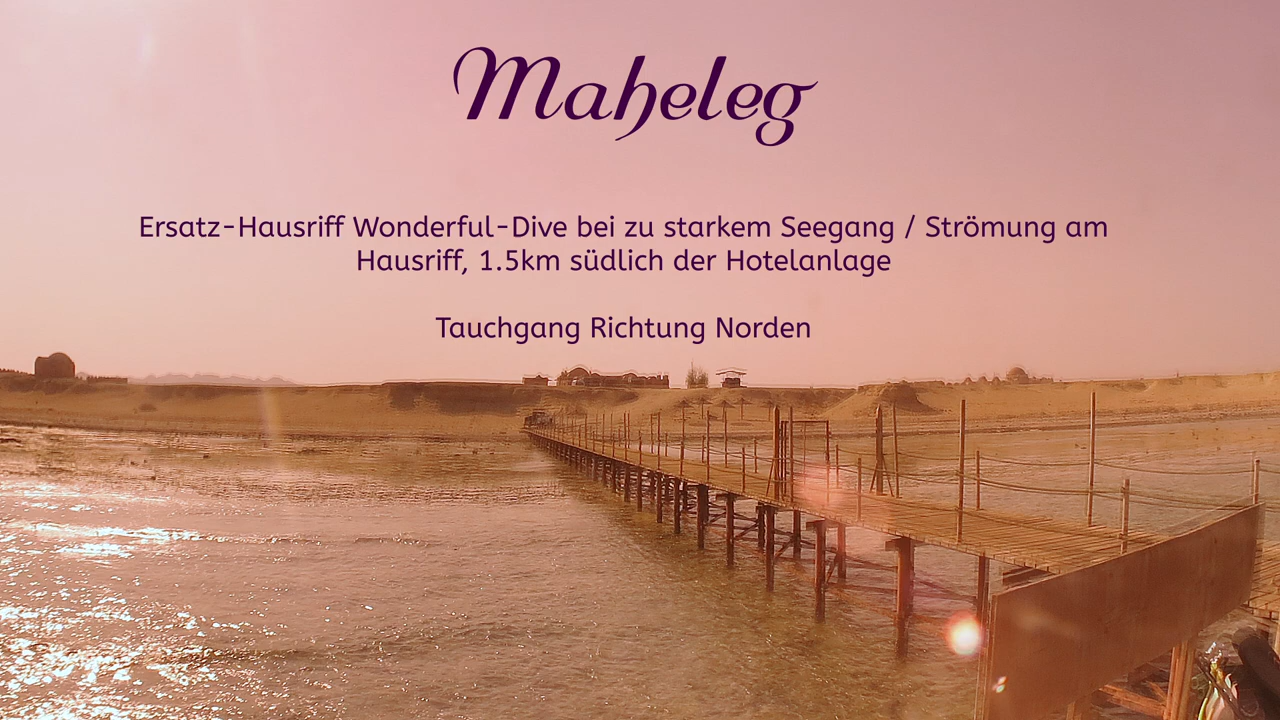 Maheleg
Ersatz-Hausriff Wonderful-Dive bei zu starkem Seegang / Strömung am
Hausriff, 1.5km südlich der Hotelanlage
Tauchgang Richtung Norden